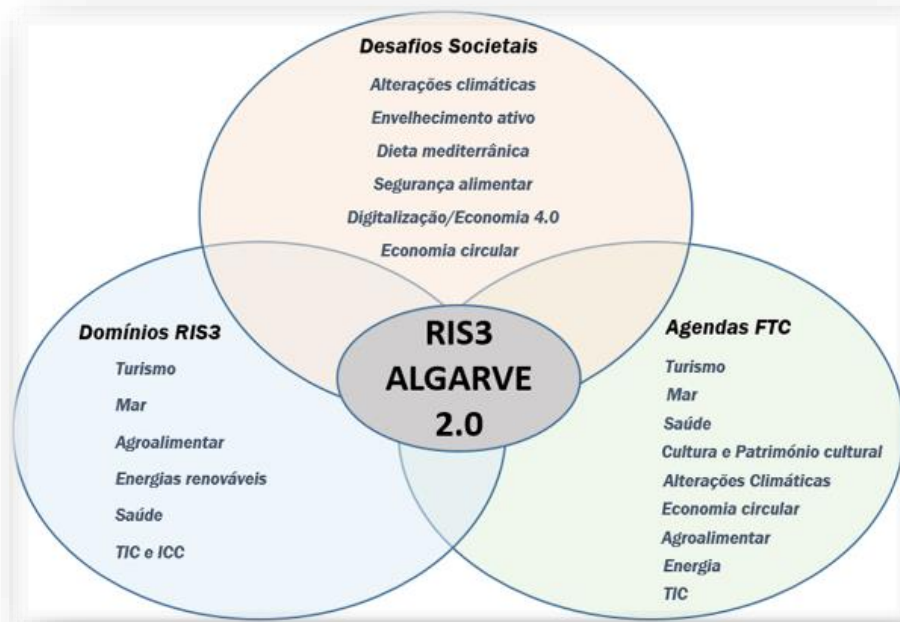 Desafios Societais
Alterações climáticas
Envelhecimento ativo
Dieta mediterrânica
Segurança alimentar
Digitalização/Economia 4.0
Economia circular
Domínios RIS3
Turismo
Mar
Agroalimentar
Energias renováveis
Saúde
TIC e ICC
RIS3
ALGARVE
2.0
Agendas FTC
Turismo
Mar
Saúde
Cultura e Património cultural
Alterações Climáticas
Economia circular
Agroalimentar
Energia
TIC